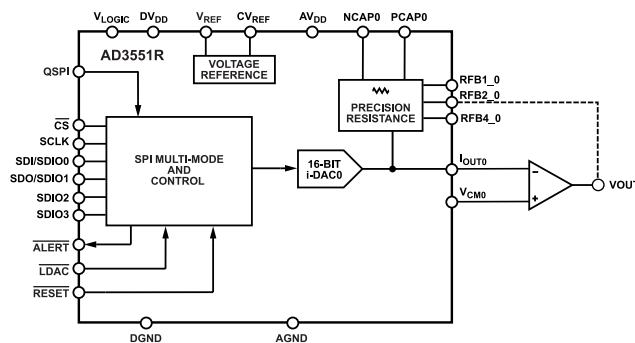 VLOGIC DVDD VREF CVREF AVDD NCAP0 PCAP0
AD3551R
VOLTAGE
REFERENCE
QSPI
CS
SCLK
SDI/SDIO0
SDO/SDIO1
SDIO2
SDIO3
ALERT
LDAC
RESET
SPI MULTI-MODE
AND
CONTROL
16-BIT
i-DAC0
PRECISION
RESISTANCE
RFB1_0
RFB2_0
RFB4_0
IOUT0
VCM0
−
+
VOUT
DGND AGND